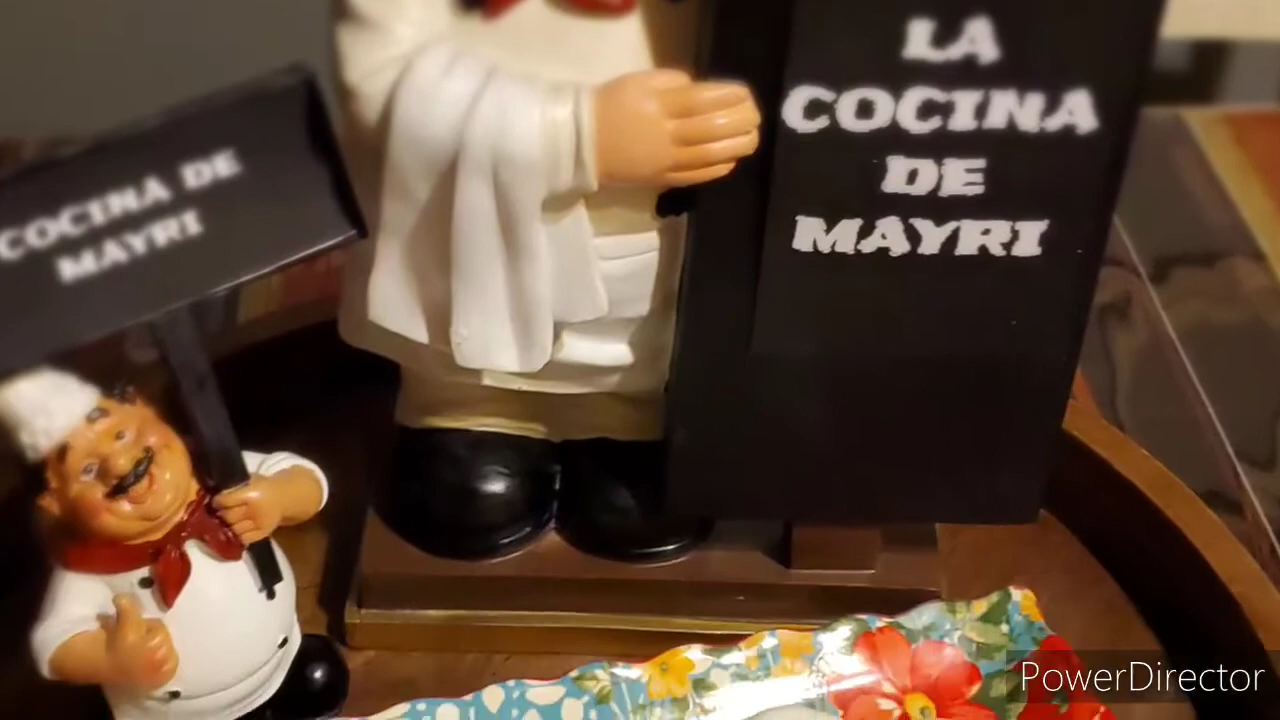 COCINA DE
MAYRI
LA
COCINA
DE
MAYRI
PowerDirector